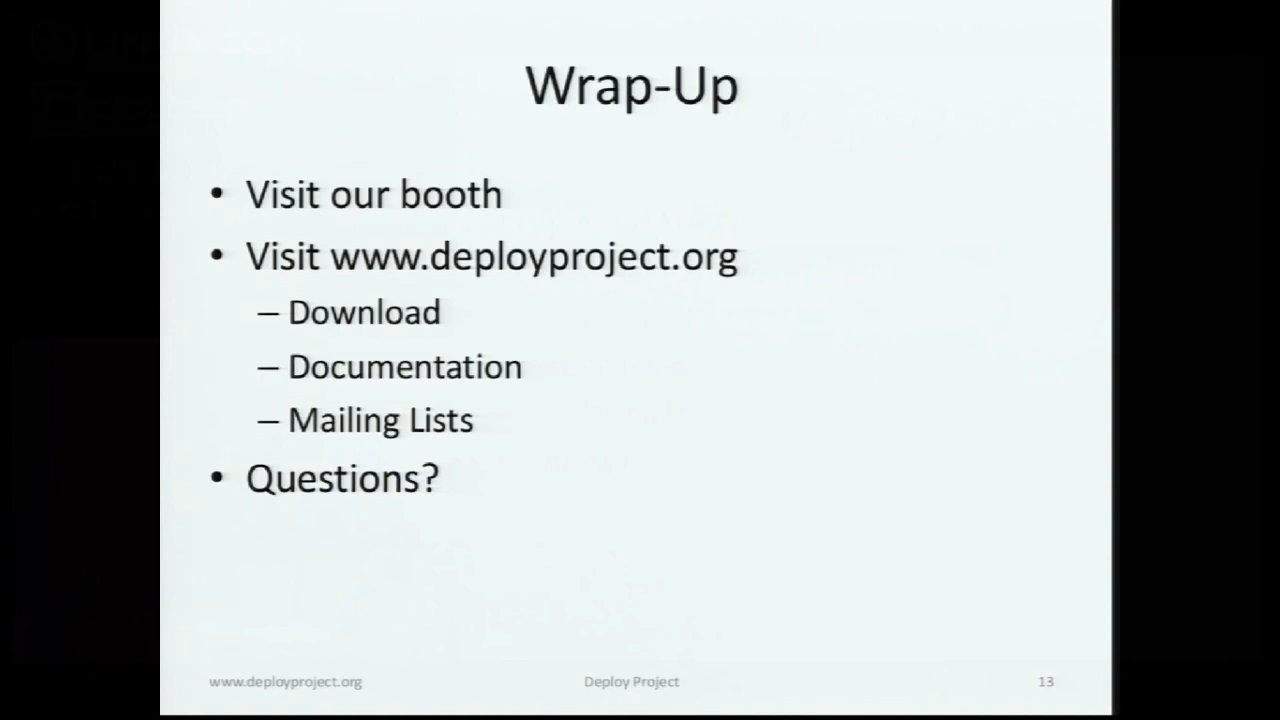 Wrap-Up
• Visit our booth
• Visit www.deployproject.org
– Download
– Documentation
– Mailing Lists
• Questions?
www.deployproject.org Deploy Project 13